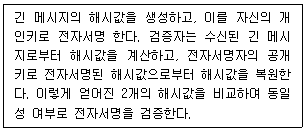 긴 메시지의 해시값을 생성하고, 이를 자신의 개
인키로 전자서명 한다. 검증자는 수신된 긴 메시
지로부터 해시값을 계산하고, 전자서명자의 공개
키로 전자서명된 해시값으로부터 해시값을 복원한
다. 이렇게 얻어진 2개의 해시값을 비교하여 동일
성 여부로 전자서명을 검증한다.